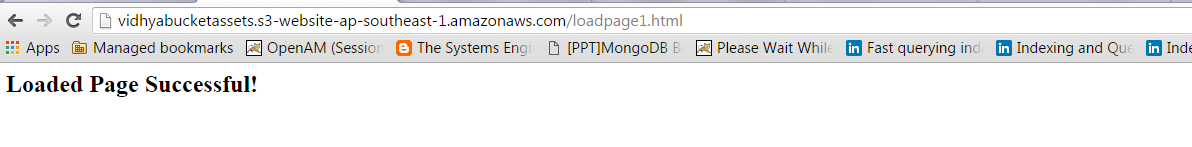 vidhyabucketassets.s3-website-ap-southeast-1.amazonaws.com/loadpage1.html
Apps Managed bookmarks OpenAM (Session The Systems Engi [PPT]MongoDB B Please Wait While Fast querying ind Indexing and Que Inde
Loaded Page Successful!